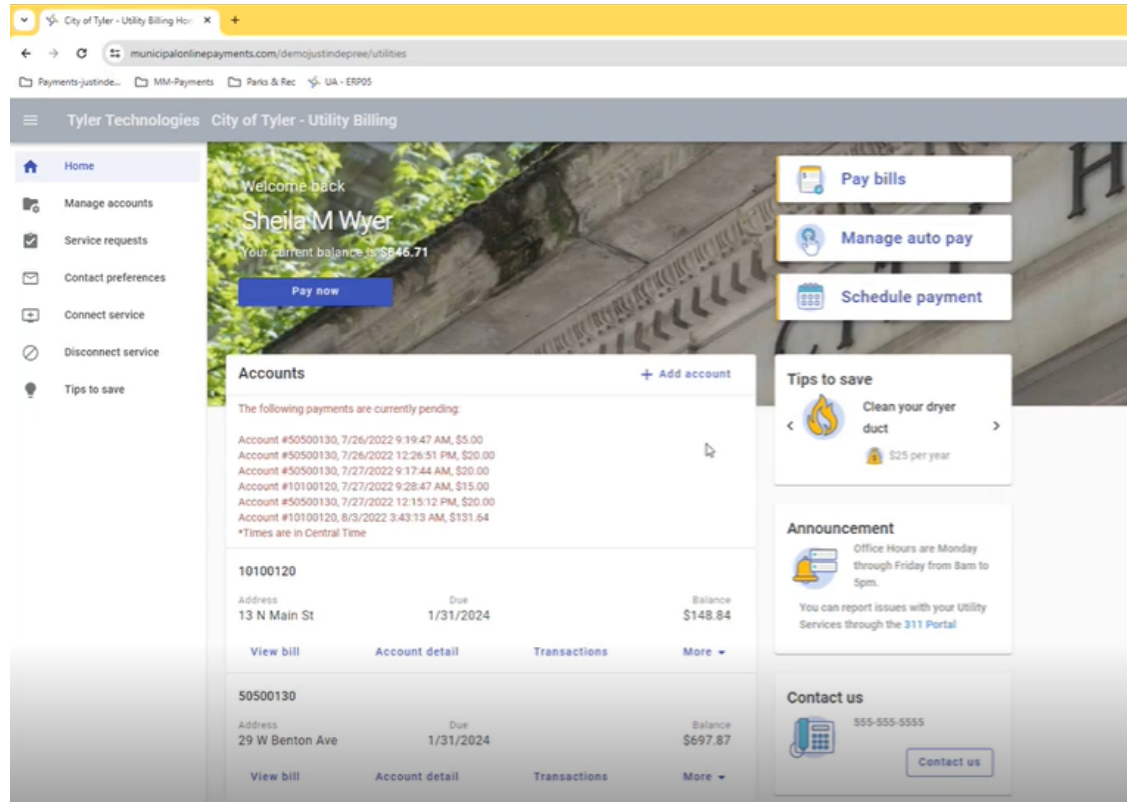 City of Tyler - Utility Billing Hom
municipalonlinepayments.com/demojustindepree/utilities
Payments-justinde...
MM-Payments
Parks & Rec
UA - ERP05
Tyler Technologies
City of Tyler - Utility Billing
Home
Manage accounts
Service requests
Contact preferences
Connect service
Disconnect service
Tips to save
Welcome back
Sheila M Wyer
Your current balance is $846.71
Pay now
Pay bills
Manage auto pay
Schedule payment
Accounts
+ Add account
The following payments are currently pending:
Account #50500130, 7/26/2022 9:19:47 AM, $5.00
Account #50500130, 7/26/2022 12:26:51 PM, $20.00
Account #50500130, 7/27/2022 9:17:44 AM, $20.00
Account #10100120, 7/27/2022 9:28:47 AM, $15.00
Account #50500130, 7/27/2022 12:15:12 PM, $20.00
Account #10100120, 8/3/2022 3:43:13 AM, $131.64
*Times are in Central Time
10100120
Address Due Balance
13 N Main St 1/31/2024 $148.84
View bill Account detail Transactions More
50500130
Address Due Balance
29 W Benton Ave 1/31/2024 $697.87
View bill Account detail Transactions More
Tips to save
Clean your dryer
duct
$25 per year
Announcement
Office Hours are Monday
through Friday from 8am to
5pm.
You can report issues with your Utility
Services through the 311 Portal
Contact us
555-555-5555
Contact us